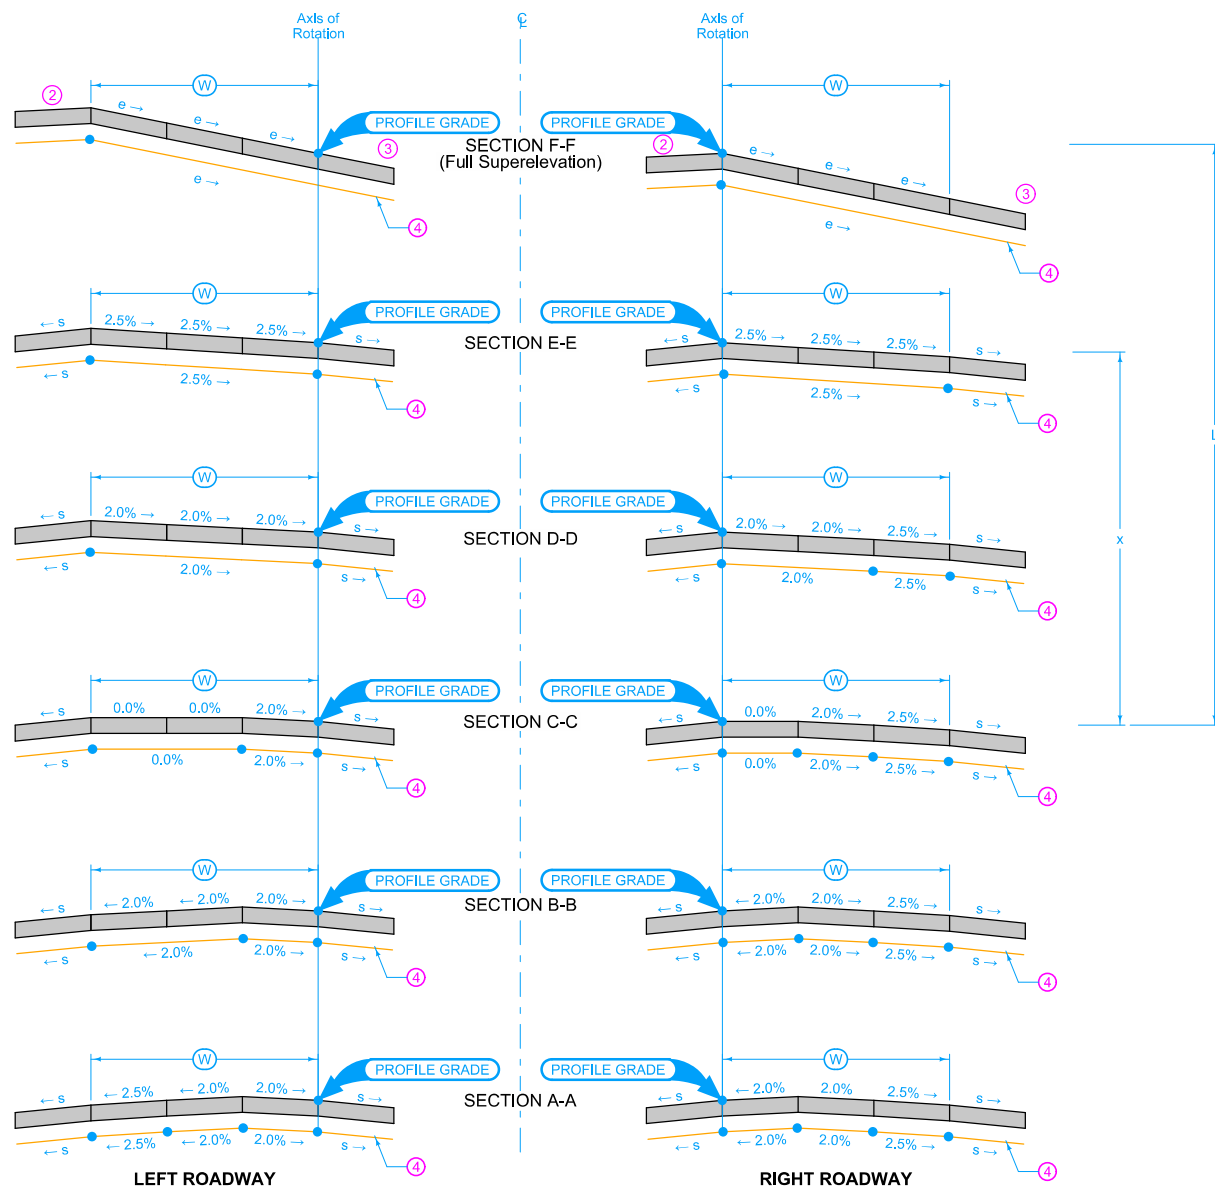 Axis of
Rotation
℄
Axis of
Rotation
W
W
2
e →
e →
e →
PROFILE GRADE
PROFILE GRADE
SECTION F-F
(Full Superelevation)
3
2
e →
e →
e →
3
e →
4
e →
4
W
W
PROFILE GRADE
PROFILE GRADE
← s
2.5% →
2.5% →
2.5% →
s →
SECTION E-E
← s
2.5% →
2.5% →
2.5% →
s →
← s
2.5% →
s →
4
← s
2.5% →
s →
4
L
W
W
PROFILE GRADE
PROFILE GRADE
← s
2.0% →
2.0% →
2.0% →
s →
SECTION D-D
← s
2.0% →
2.0% →
2.5% →
s →
x
← s
2.0% →
s →
4
← s
2.0%
2.5%
s →
4
W
W
PROFILE GRADE
PROFILE GRADE
← s
0.0%
0.0%
2.0% →
s →
SECTION C-C
← s
0.0%
2.0% →
2.5% →
s →
← s
0.0%
2.0% →
s →
4
← s
0.0%
2.0% →
2.5% →
s →
4
W
W
PROFILE GRADE
PROFILE GRADE
← s
← 2.0%
← 2.0%
2.0% →
s →
SECTION B-B
← s
← 2.0%
2.0% →
2.5% →
s →
← s
← 2.0%
2.0% →
s →
4
← s
← 2.0%
2.0% →
2.5% →
s →
4
W
W
PROFILE GRADE
PROFILE GRADE
← s
← 2.5%
← 2.0%
2.0% →
s →
SECTION A-A
← s
← 2.0%
2.0%
2.5% →
s →
← s
← 2.5%
← 2.0%
2.0% →
s →
4
← s
← 2.0%
2.0%
2.5% →
s →
4
LEFT ROADWAY
RIGHT ROADWAY